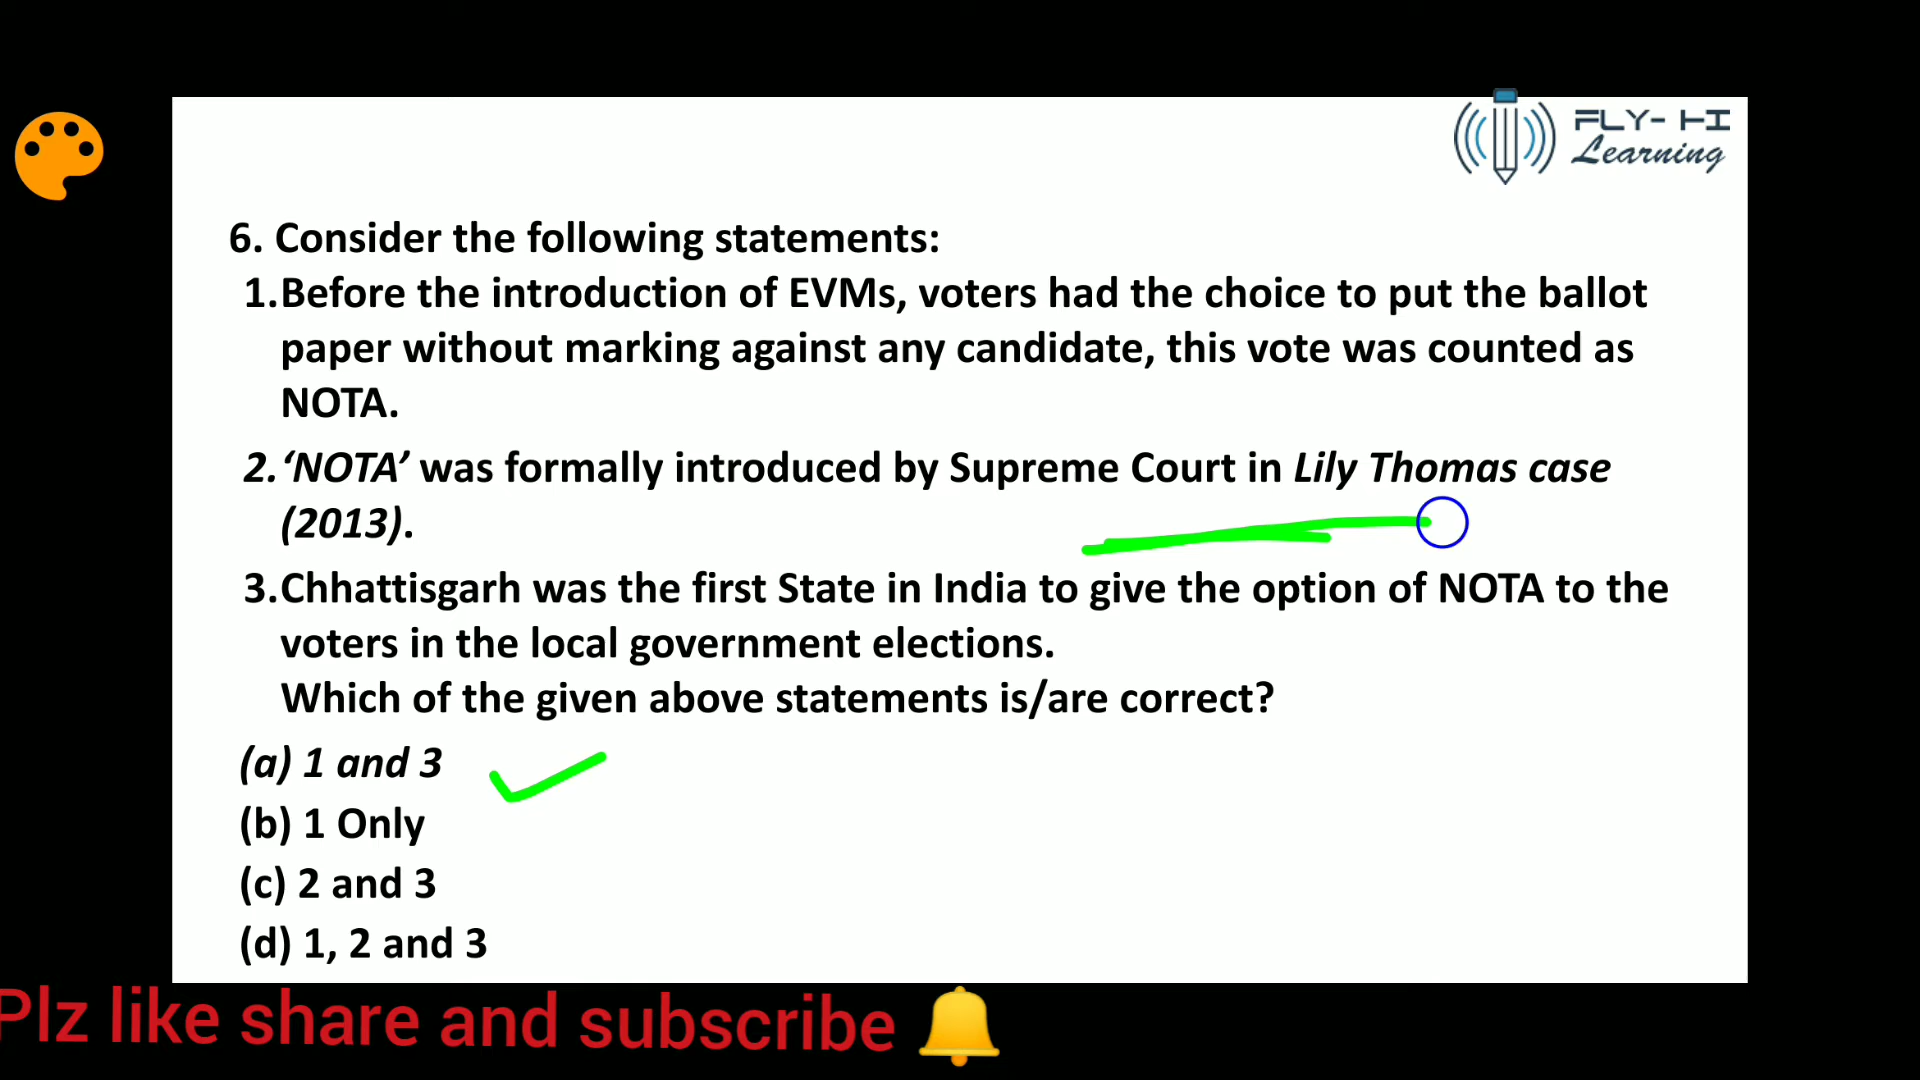 FLY-HI
Learning
6. Consider the following statements:
1.Before the introduction of EVMs, voters had the choice to put the ballot
paper without marking against any candidate, this vote was counted as
NOTA.
2.‘NOTA’ was formally introduced by Supreme Court in Lily Thomas case
(2013).
3.Chhattisgarh was the first State in India to give the option of NOTA to the
voters in the local government elections.
Which of the given above statements is/are correct?
(a) 1 and 3
(b) 1 Only
(c) 2 and 3
(d) 1, 2 and 3
Plz like share and subscribe